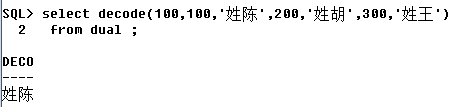 SQL> select decode(100,100,'姓陈',200,'姓胡',300,'姓王')
2 from dual ;
DECO
----
姓陈